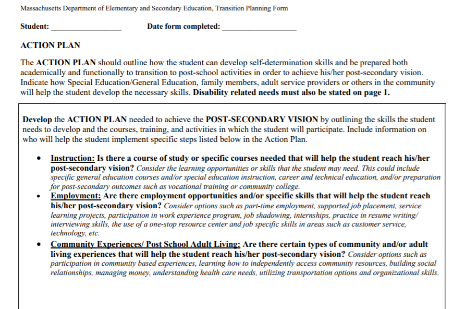 Massachusetts Department of Elementary and Secondary Education, Transition Planning Form
Student: ____________________ Date form completed: ____________________
ACTION PLAN
The ACTION PLAN should outline how the student can develop self-determination skills and be prepared both
academically and functionally to transition to post-school activities in order to achieve his/her post-secondary vision.
Indicate how Special Education/General Education, family members, adult service providers or others in the community
will help the student develop the necessary skills. Disability related needs must also be stated on page 1.
Develop the ACTION PLAN needed to achieve the POST-SECONDARY VISION by outlining the skills the student
needs to develop and the courses, training, and activities in which the student will participate. Include information on
who will help the student implement specific steps listed below in the Action Plan.
• Instruction: Is there a course of study or specific courses needed that will help the student reach his/her
post-secondary vision? Consider the learning opportunities or skills that the student may need. This could include
specific general education courses and/or special education instruction, career and technical education, and/or preparation
for post-secondary outcomes such as vocational training or community college.
• Employment: Are there employment opportunities and/or specific skills that will help the student reach
his/her post-secondary vision? Consider options such as part-time employment, supported job placement, service
learning projects, participation in work experience program, job shadowing, internships, practice in resume writing/
interviewing skills, the use of a one-stop resource center and job specific skills in areas such as customer service,
technology, etc.
• Community Experiences/ Post School Adult Living: Are there certain types of community and/or adult
living experiences that will help the student reach his/her post-secondary vision? Consider options such as
participation in community based experiences, learning how to independently access community resources, building social
relationships, managing money, understanding health care needs, utilizing transportation options and organizational skills.